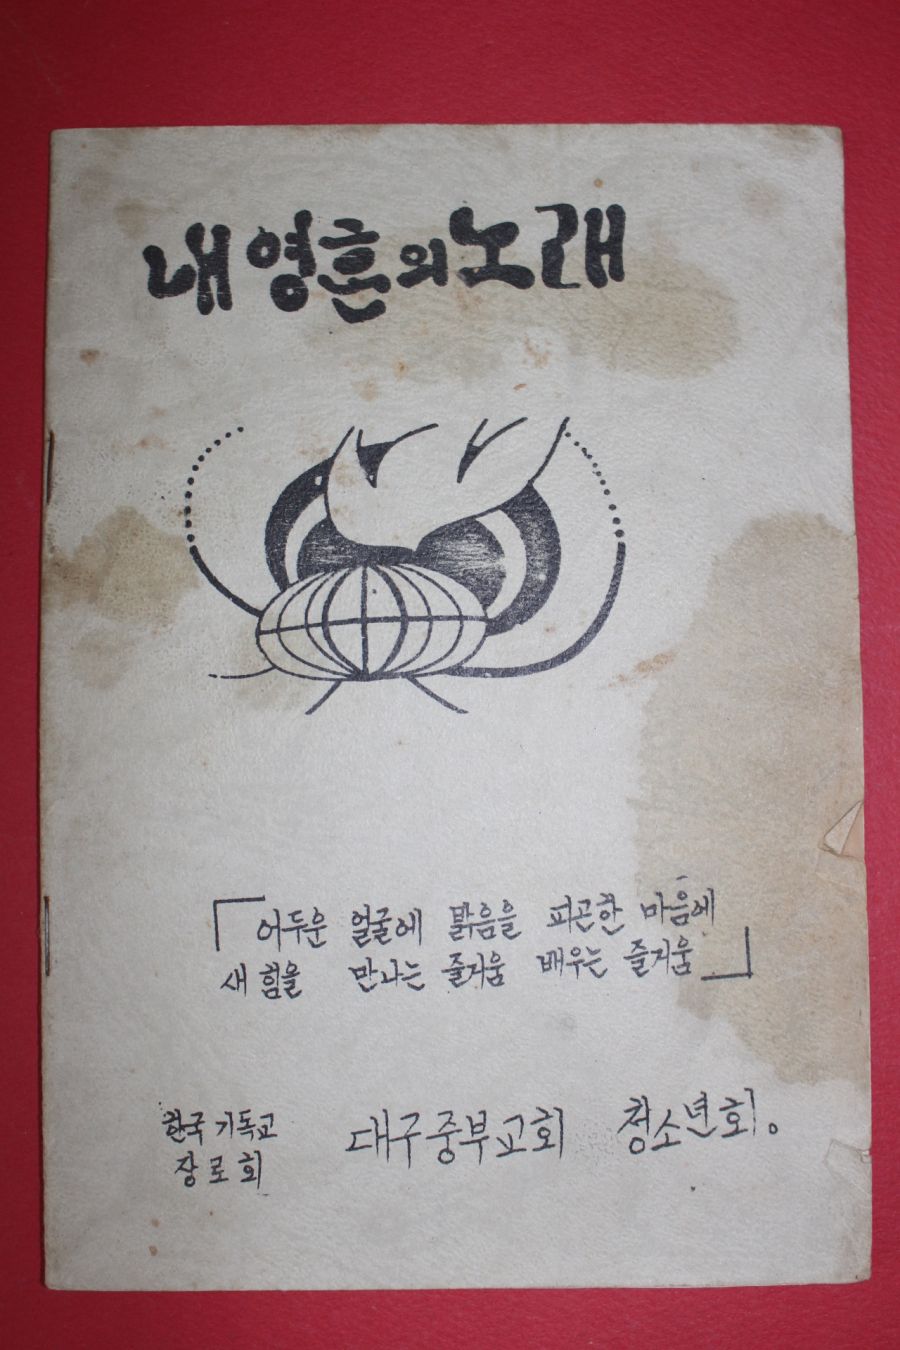 내 영혼의 노래
「어두운 얼굴에 밝음을 피곤한 마음에
새 힘을 만나는 즐거움 배우는 즐거움」
한국 기독교
장로회
대구중부교회 청소년회。